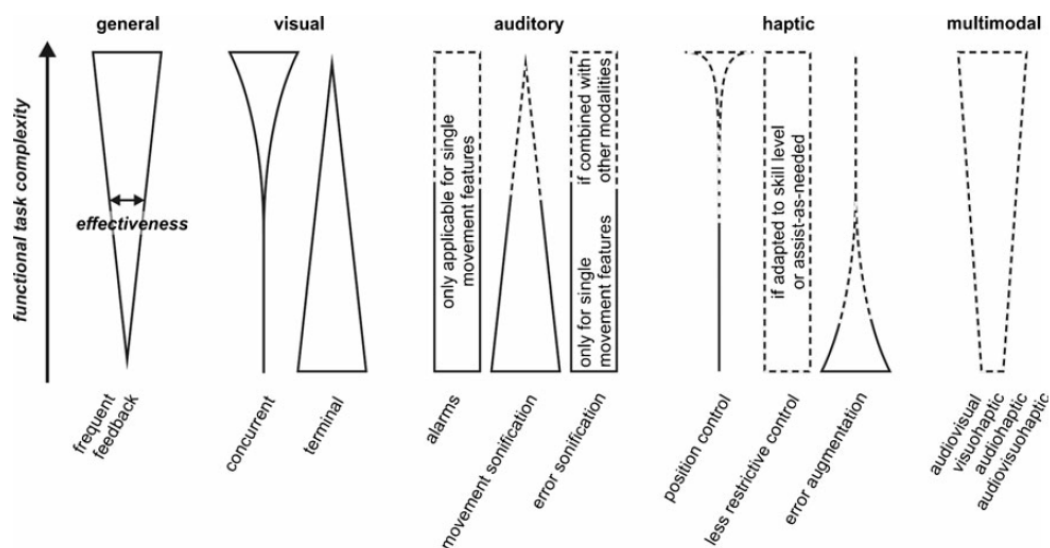 general
visual
auditory
haptic
multimodal
functional task complexity
effectiveness
only applicable for single
movement features
if combined with
other modalities
only for single
movement features
if adapted to skill level
or assist-as-needed
frequent
feedback
concurrent
terminal
alarms
movement sonification
error sonification
position control
less restrictive control
error augmentation
audiovisual
visuohaptic
audiohaptic
audiovisuohaptic